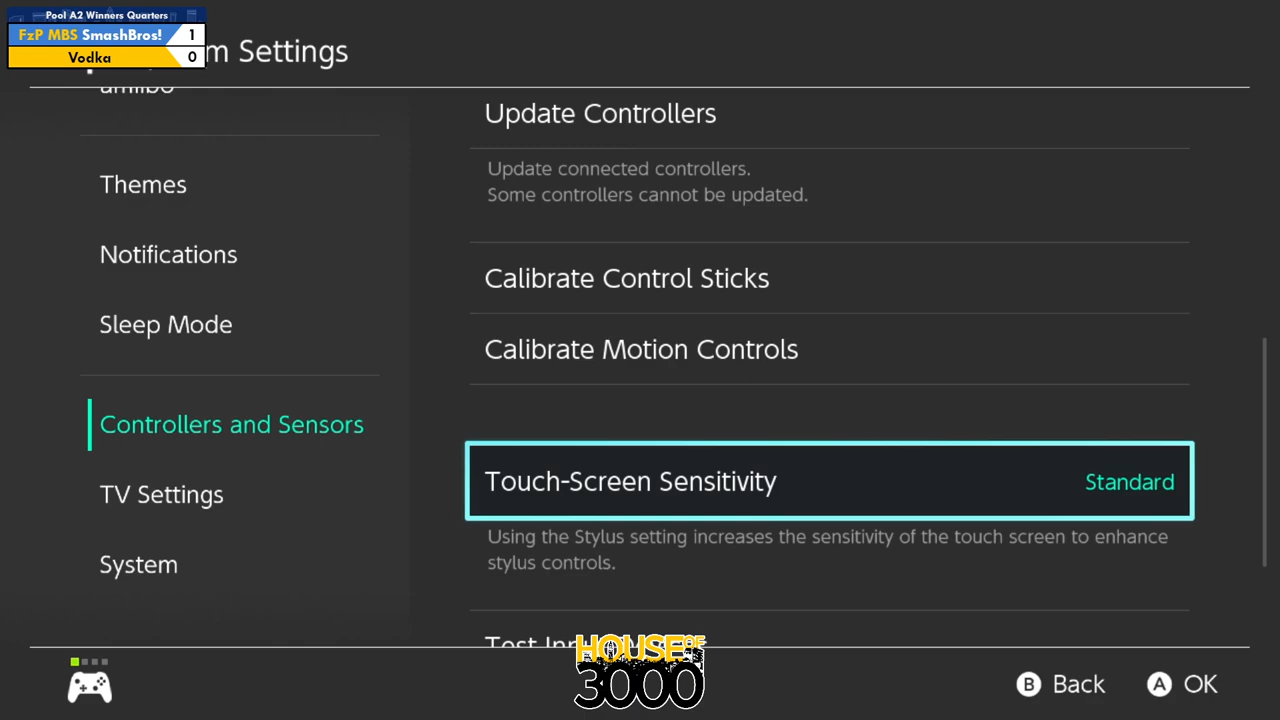 Pool A2 Winners Quarters
FzP MBS SmashBros! 1
Vodka 0
m Settings
amiibo
Themes
Notifications
Sleep Mode
Controllers and Sensors
TV Settings
System
Update Controllers
Update connected controllers.
Some controllers cannot be updated.
Calibrate Control Sticks
Calibrate Motion Controls
Touch-Screen Sensitivity Standard
Using the Stylus setting increases the sensitivity of the touch screen to enhance
stylus controls.
Test
HOUSE OF
3000
B Back A OK